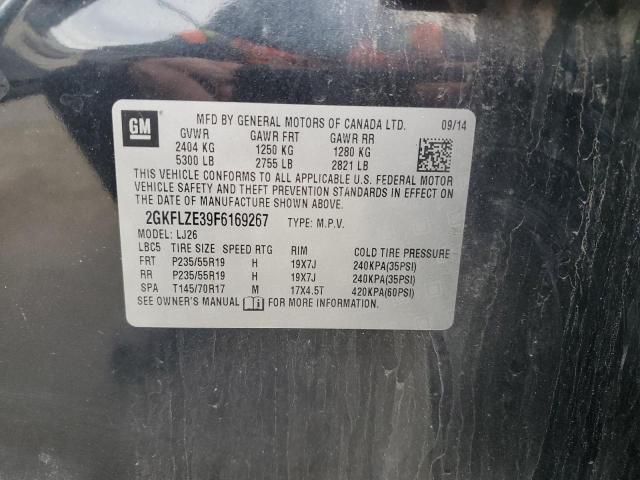 GM
MFD BY GENERAL MOTORS OF CANADA LTD. 09/14
GVWR GAWR FRT GAWR RR
2404 KG 1250 KG 1280 KG
5300 LB 2755 LB 2821 LB
THIS VEHICLE CONFORMS TO ALL APPLICABLE U.S. FEDERAL MOTOR
VEHICLE SAFETY AND THEFT PREVENTION STANDARDS IN EFFECT ON
THE DATE OF MANUFACTURE SHOWN ABOVE.
2GKFLZE39F6169267 TYPE: M.P.V.
MODEL: LJ26
LBC5 TIRE SIZE SPEED RTG RIM COLD TIRE PRESSURE
FRT P235/55R19 H 19X7J 240KPA(35PSI)
RR P235/55R19 H 19X7J 240KPA(35PSI)
SPA T145/70R17 M 17X4.5T 420KPA(60PSI)
SEE OWNER'S MANUAL FOR MORE INFORMATION.